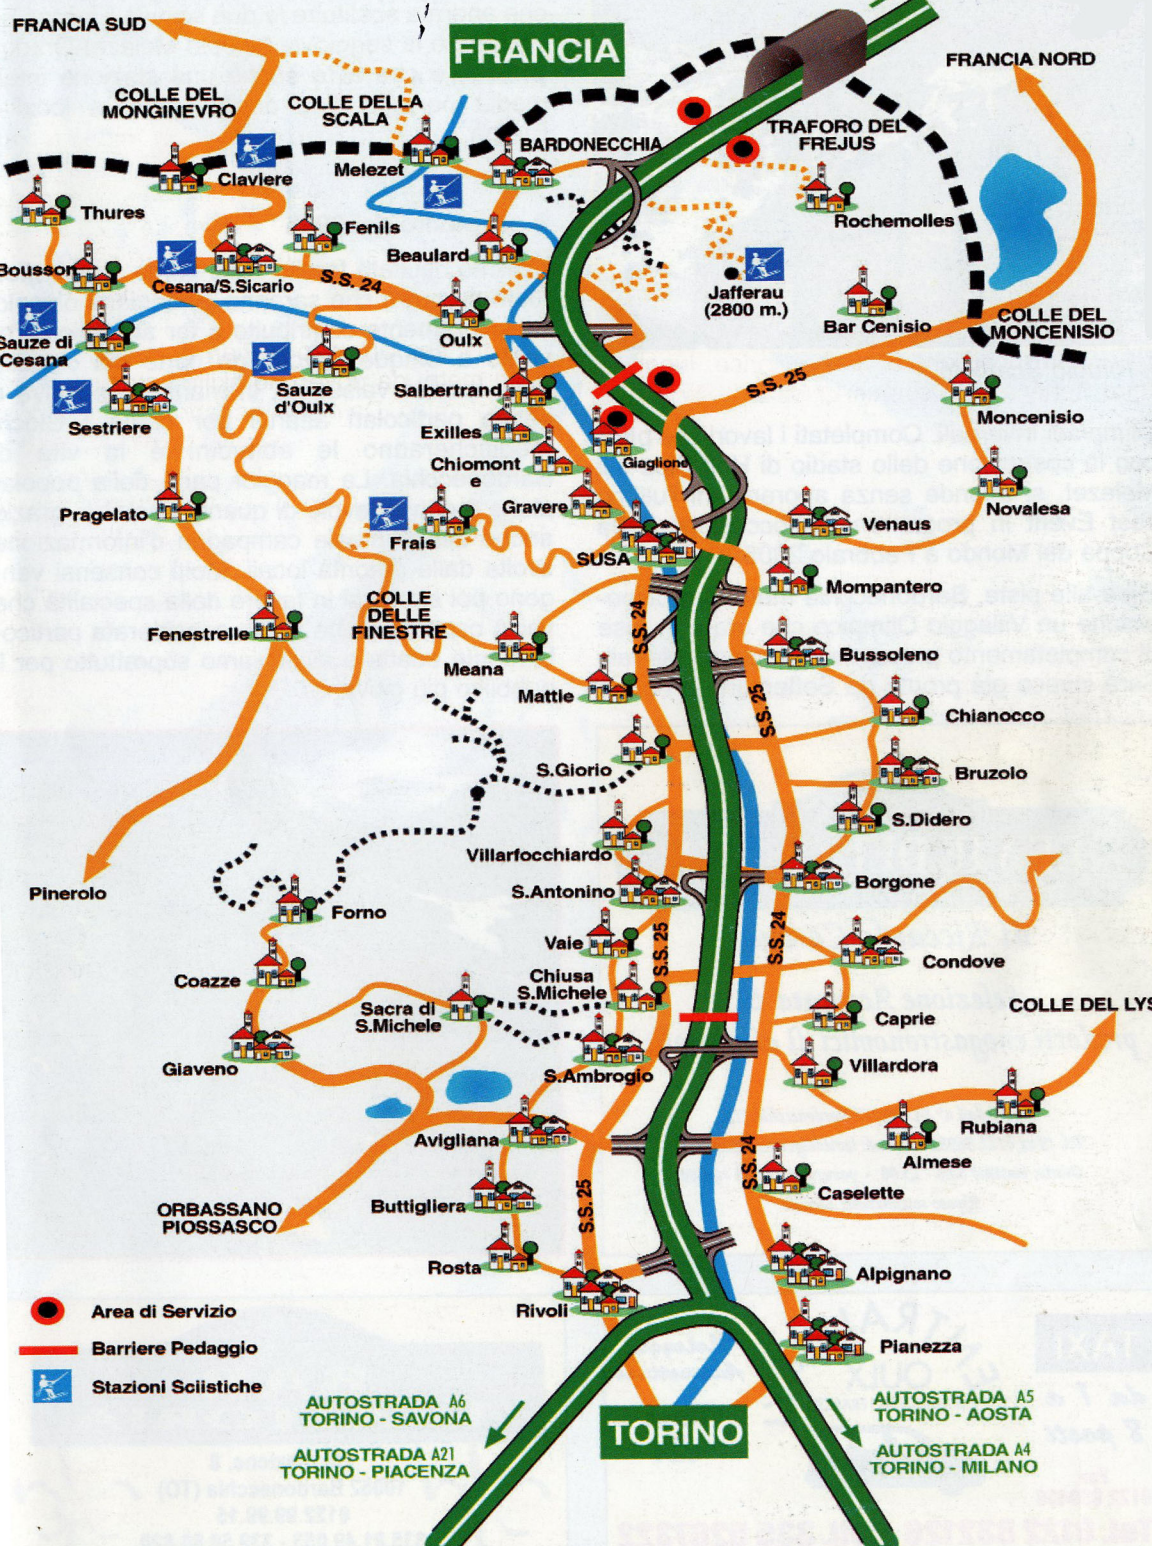 FRANCIA SUD
FRANCIA
FRANCIA NORD
COLLE DEL
MONGINEVRO
COLLE DELLA
SCALA
BARDONECCHIA
TRAFORO DEL
FREJUS
Melezet
Claviere
Thures
Rochemolles
Fenils
Beaulard
Bousson
Cesana/S.Sicario
S.S. 24
Jafferau
(2800 m.)
Bar Cenisio
COLLE DEL
MONCENISIO
Sauze di
Cesana
Oulx
Sauze
d'Oulx
Salbertrand
S.S. 25
Moncenisio
Sestriere
Exilles
Chiomont
e
Gravere
Giaglione
Pragelato
Frais
SUSA
Venaus
Novalesa
Mompantero
COLLE
DELLE
FINESTRE
Fenestrelle
S.S. 24
Meana
Bussoleno
Mattie
S.S. 25
Chianocco
S.Giorio
Bruzolo
S.Didero
Villarfocchiardo
Pinerolo
S.Antonino
Borgone
Forno
Vaie
S.S. 25
S.S. 24
Condove
Coazze
Chiusa
S.Michele
Sacra di
S.Michele
Caprie
COLLE DEL LYS
Giaveno
S.Ambrogio
Villardora
Avigliana
Rubiana
Almese
S.S. 24
Buttigliera
S.S. 25
Caselette
ORBASSANO
PIOSSASCO
Rosta
Alpignano
Rivoli
Pianezza
Area di Servizio
Barriere Pedaggio
Stazioni Sciistiche
AUTOSTRADA A6
TORINO - SAVONA
AUTOSTRADA A21
TORINO - PIACENZA
TORINO
AUTOSTRADA A5
TORINO - AOSTA
AUTOSTRADA A4
TORINO - MILANO